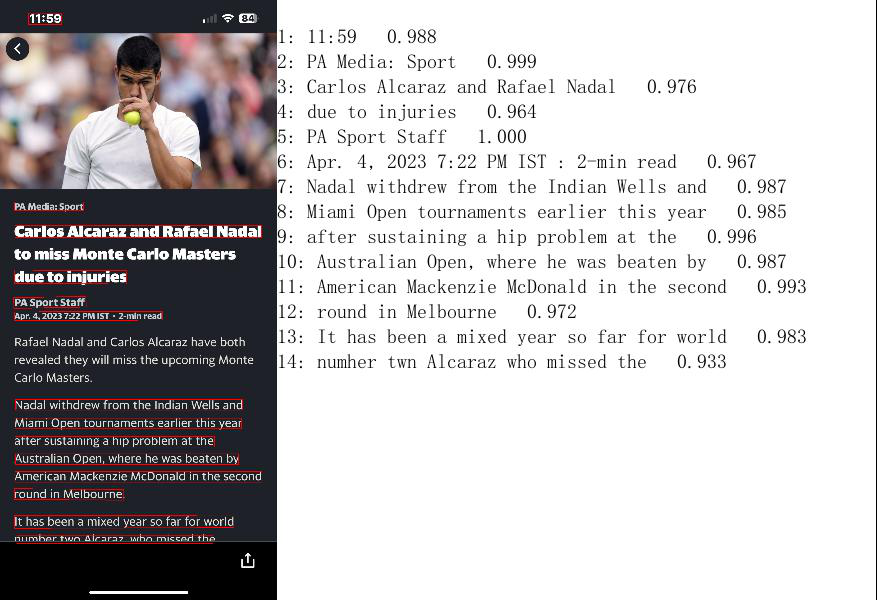 11:59
84
PA Media: Sport
Carlos Alcaraz and Rafael Nadal
to miss Monte Carlo Masters
due to injuries
PA Sport Staff
Apr. 4, 2023 7:22 PM IST • 2-min read
Rafael Nadal and Carlos Alcaraz have both
revealed they will miss the upcoming Monte
Carlo Masters.
Nadal withdrew from the Indian Wells and
Miami Open tournaments earlier this year
after sustaining a hip problem at the
Australian Open, where he was beaten by
American Mackenzie McDonald in the second
round in Melbourne.
It has been a mixed year so far for world
number two Alcaraz, who missed the
1: 11:59 0.988
2: PA Media: Sport 0.999
3: Carlos Alcaraz and Rafael Nadal 0.976
4: due to injuries 0.964
5: PA Sport Staff 1.000
6: Apr. 4, 2023 7:22 PM IST : 2-min read 0.967
7: Nadal withdrew from the Indian Wells and 0.987
8: Miami Open tournaments earlier this year 0.985
9: after sustaining a hip problem at the 0.996
10: Australian Open, where he was beaten by 0.987
11: American Mackenzie McDonald in the second 0.993
12: round in Melbourne 0.972
13: It has been a mixed year so far for world 0.983
14: numher twn Alcaraz who missed the 0.933